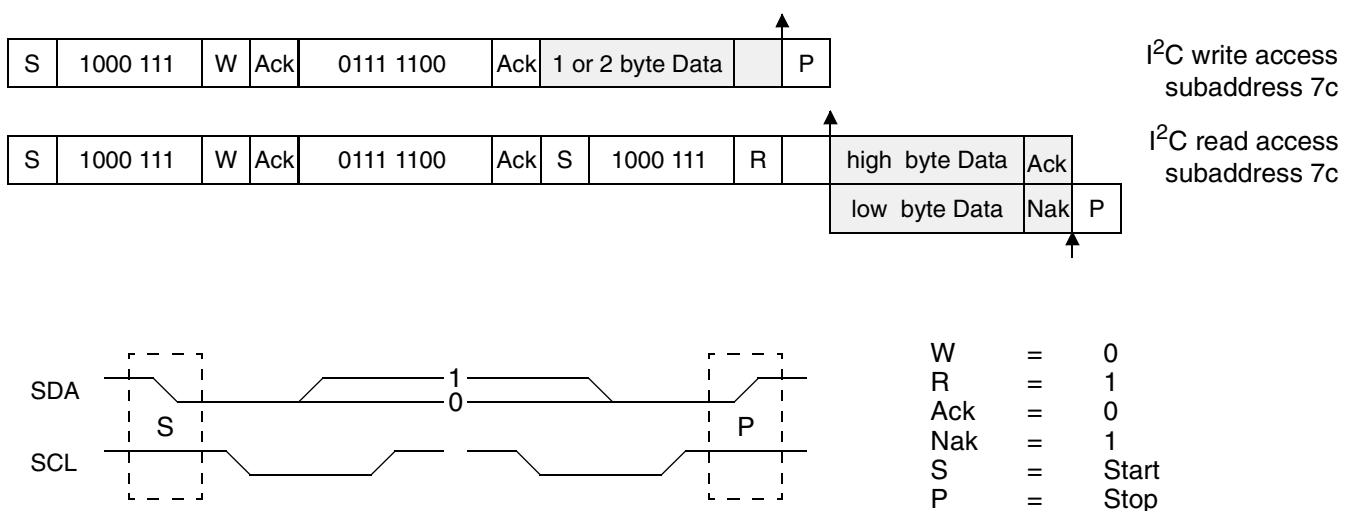 S 1000 111 W Ack 0111 1100 Ack 1 or 2 byte Data P
I²C write access
subaddress 7c
S 1000 111 W Ack 0111 1100 Ack S 1000 111 R high byte Data Ack
I²C read access
subaddress 7c
low byte Data Nak P
SDA
1
0
S
P
SCL
W = 0
R = 1
Ack = 0
Nak = 1
S = Start
P = Stop